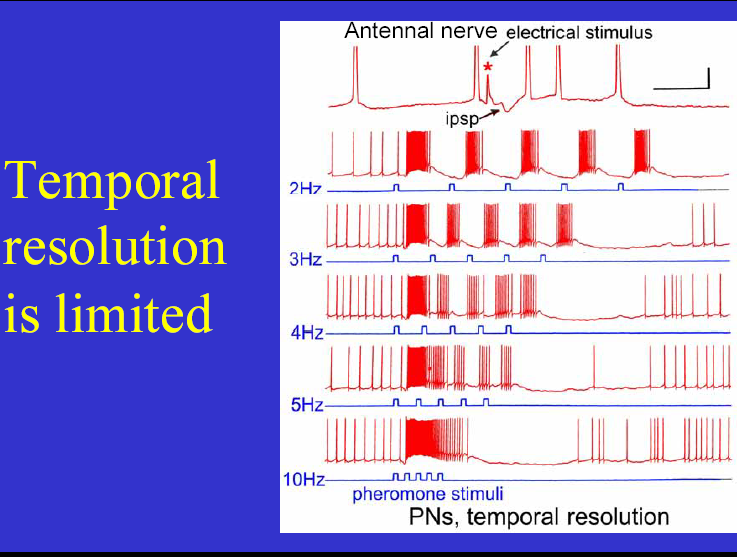 Temporal
resolution
is limited
Antennal nerve electrical stimulus
*
ipsp
2Hz
3Hz
4Hz
5Hz
10Hz
pheromone stimuli
PNs, temporal resolution